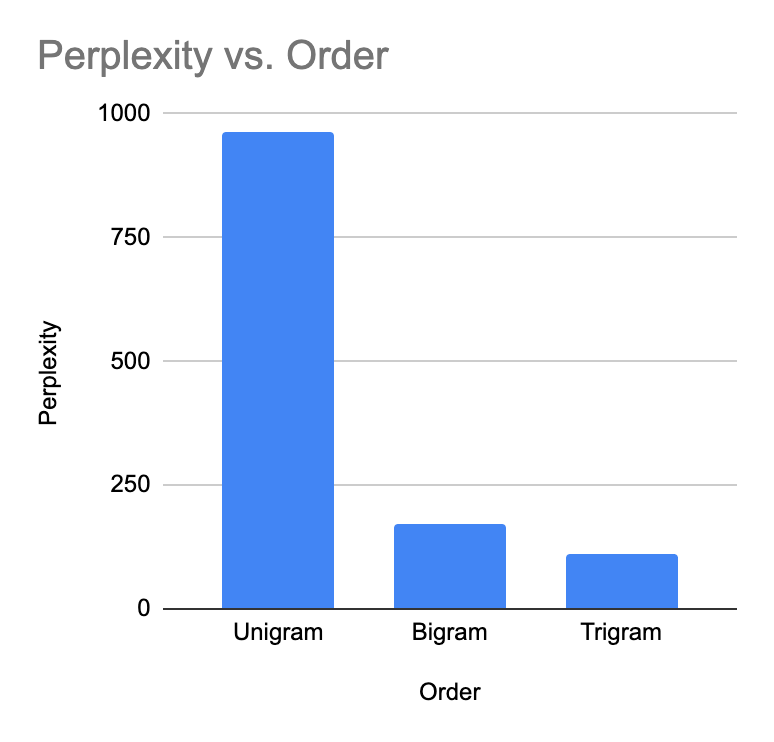 Perplexity vs. Order
1000
750
500
250
0
Perplexity
Unigram Bigram Trigram
Order